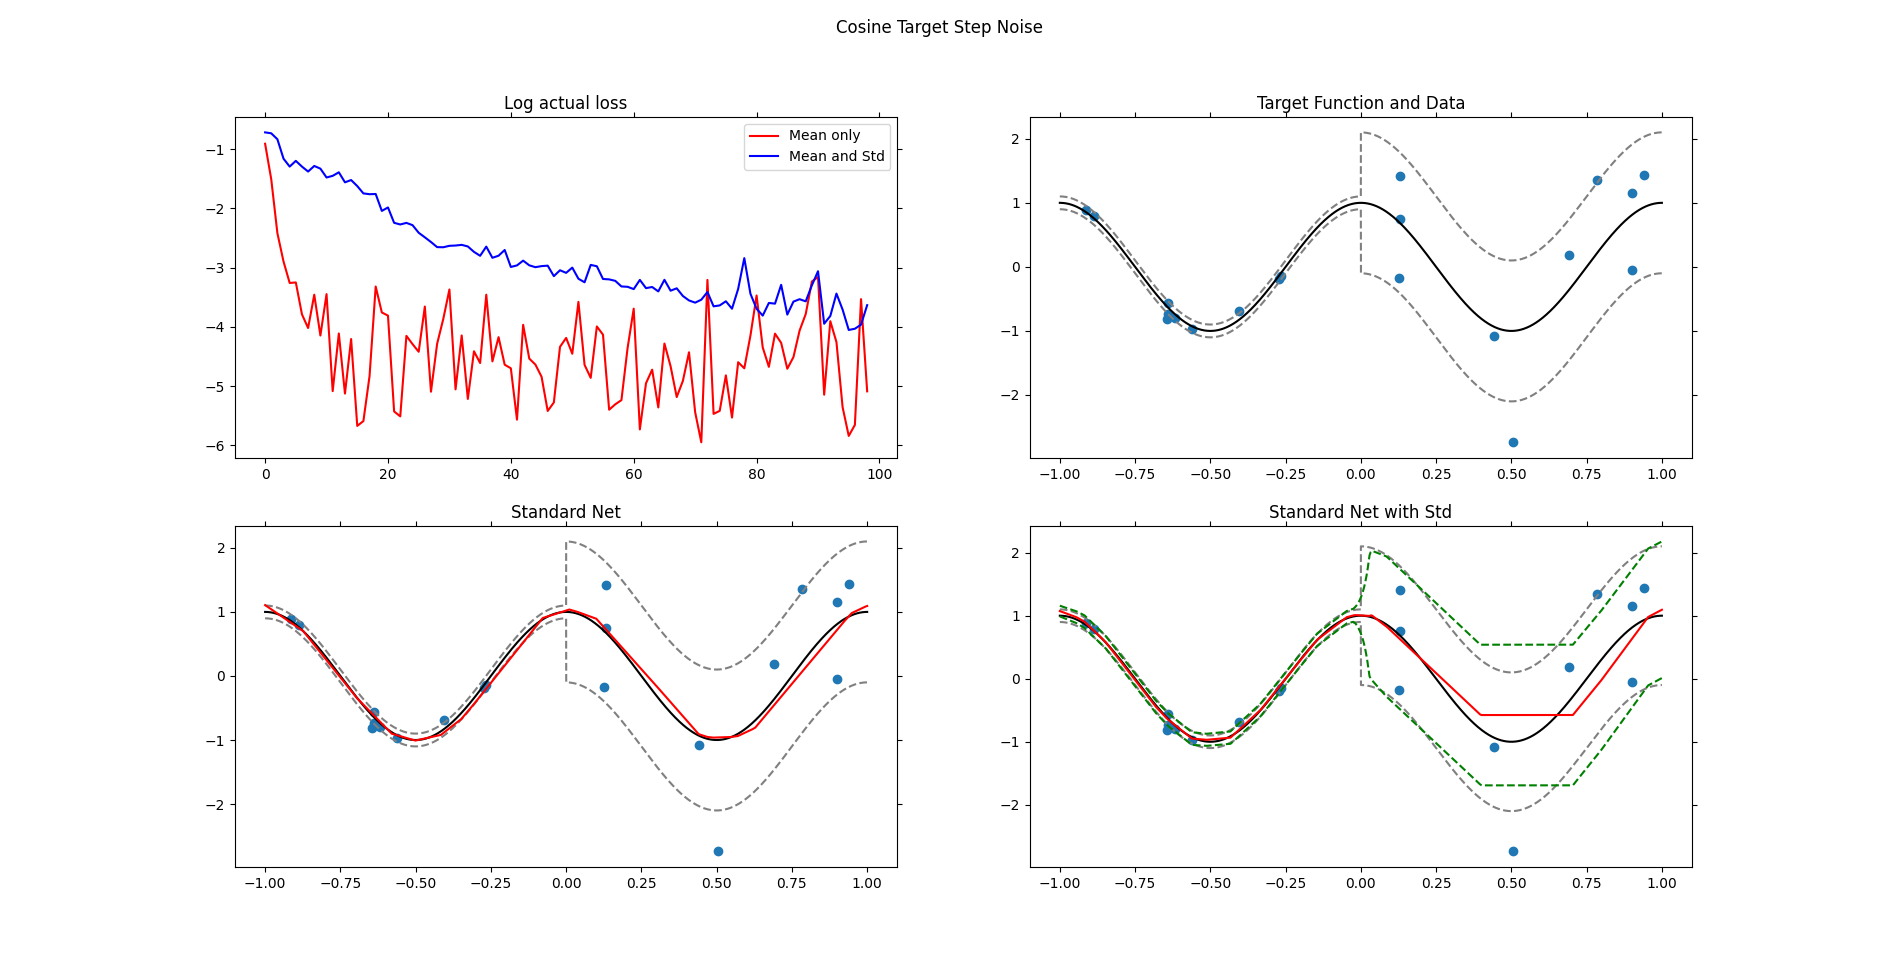 Cosine Target Step Noise
Log actual loss
Mean only
Mean and Std
−1
−2
−3
−4
−5
−6
0 20 40 60 80 100
Target Function and Data
2
1
0
−1
−2
−1.00 −0.75 −0.50 −0.25 0.00 0.25 0.50 0.75 1.00
Standard Net
2
1
0
−1
−2
−1.00 −0.75 −0.50 −0.25 0.00 0.25 0.50 0.75 1.00
Standard Net with Std
2
1
0
−1
−2
−1.00 −0.75 −0.50 −0.25 0.00 0.25 0.50 0.75 1.00